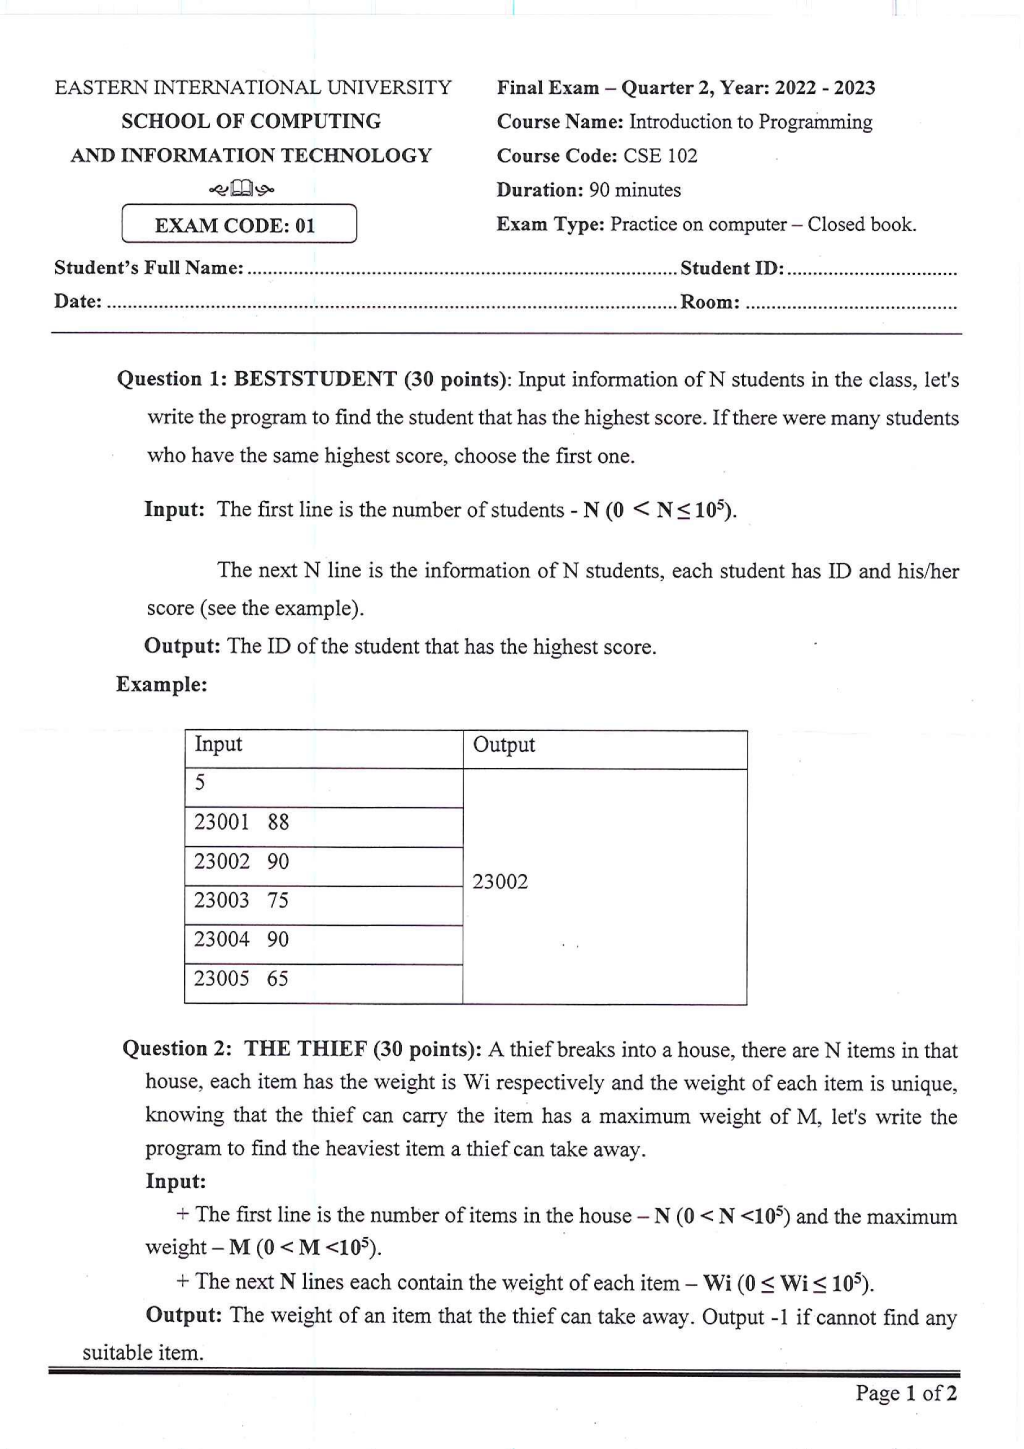 EASTERN INTERNATIONAL UNIVERSITY
SCHOOL OF COMPUTING
AND INFORMATION TECHNOLOGY
EXAM CODE: 01
Final Exam – Quarter 2, Year: 2022 - 2023
Course Name: Introduction to Programming
Course Code: CSE 102
Duration: 90 minutes
Exam Type: Practice on computer – Closed book.
Student's Full Name: .................................................................................. Student ID: .................................
Date: ............................................................................................................. Room: .........................................
Question 1: BESTSTUDENT (30 points): Input information of N students in the class, let's
write the program to find the student that has the highest score. If there were many students
who have the same highest score, choose the first one.
Input: The first line is the number of students - N (0 < N ≤ 10⁵).
The next N line is the information of N students, each student has ID and his/her
score (see the example).
Output: The ID of the student that has the highest score.
Example:
Input Output
5
23001 88
23002 90
23002
23003 75
23004 90
23005 65
Question 2: THE THIEF (30 points): A thief breaks into a house, there are N items in that
house, each item has the weight is Wi respectively and the weight of each item is unique,
knowing that the thief can carry the item has a maximum weight of M, let's write the
program to find the heaviest item a thief can take away.
Input:
+ The first line is the number of items in the house – N (0 < N <10⁵) and the maximum
weight – M (0 < M <10⁵).
+ The next N lines each contain the weight of each item – Wi (0 ≤ Wi ≤ 10⁵).
Output: The weight of an item that the thief can take away. Output -1 if cannot find any
suitable item.
Page 1 of 2